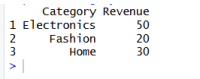 Category Revenue
1 Electronics 50
2 Fashion 20
3 Home 30
>